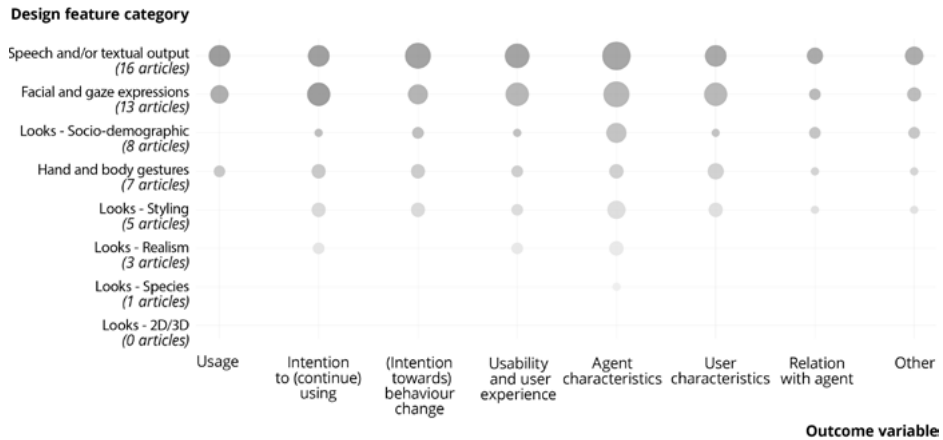 Design feature category
Speech and/or textual output
(16 articles)
Facial and gaze expressions
(13 articles)
Looks - Socio-demographic
(8 articles)
Hand and body gestures
(7 articles)
Looks - Styling
(5 articles)
Looks - Realism
(3 articles)
Looks - Species
(1 articles)
Looks - 2D/3D
(0 articles)
Usage
Intention
to (continue)
using
(Intention
towards)
behaviour
change
Usability
and user
experience
Agent
characteristics
User
characteristics
Relation
with agent
Other
Outcome variable